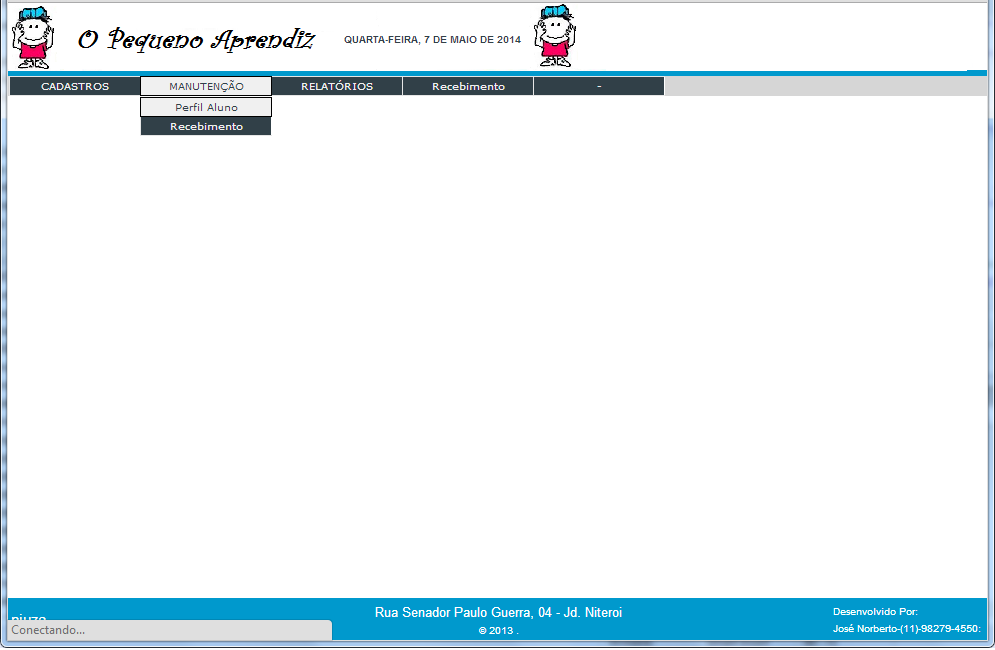 O Pequeno Aprendiz
QUARTA-FEIRA, 7 DE MAIO DE 2014
CADASTROS
MANUTENÇÃO
RELATÓRIOS
Recebimento
-
Perfil Aluno
Recebimento
Rua Senador Paulo Guerra, 04 - Jd. Niteroi
© 2013 .
Desenvolvido Por:
José Norberto-(11)-98279-4550:
Conectando...